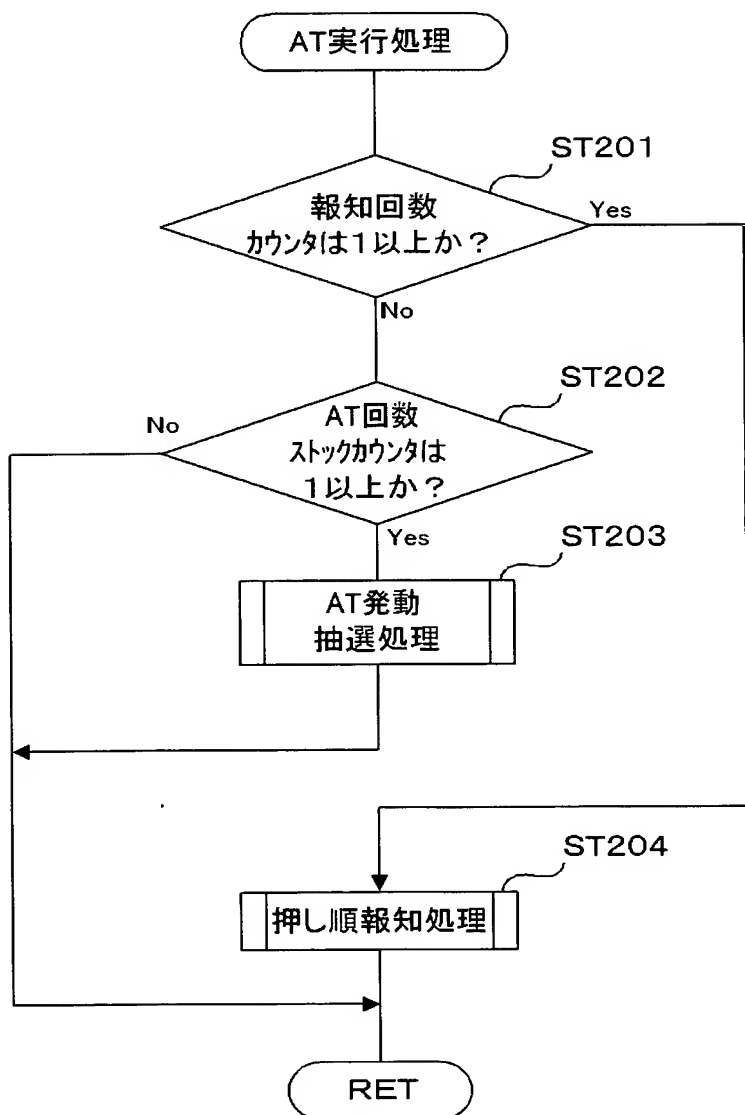 AT実行処理
ST201
報知回数
カウンタは1以上か?
Yes
No
ST202
No
AT回数
ストックカウンタは
1以上か?
Yes
ST203
AT発動
抽選処理
ST204
押し順報知処理
RET